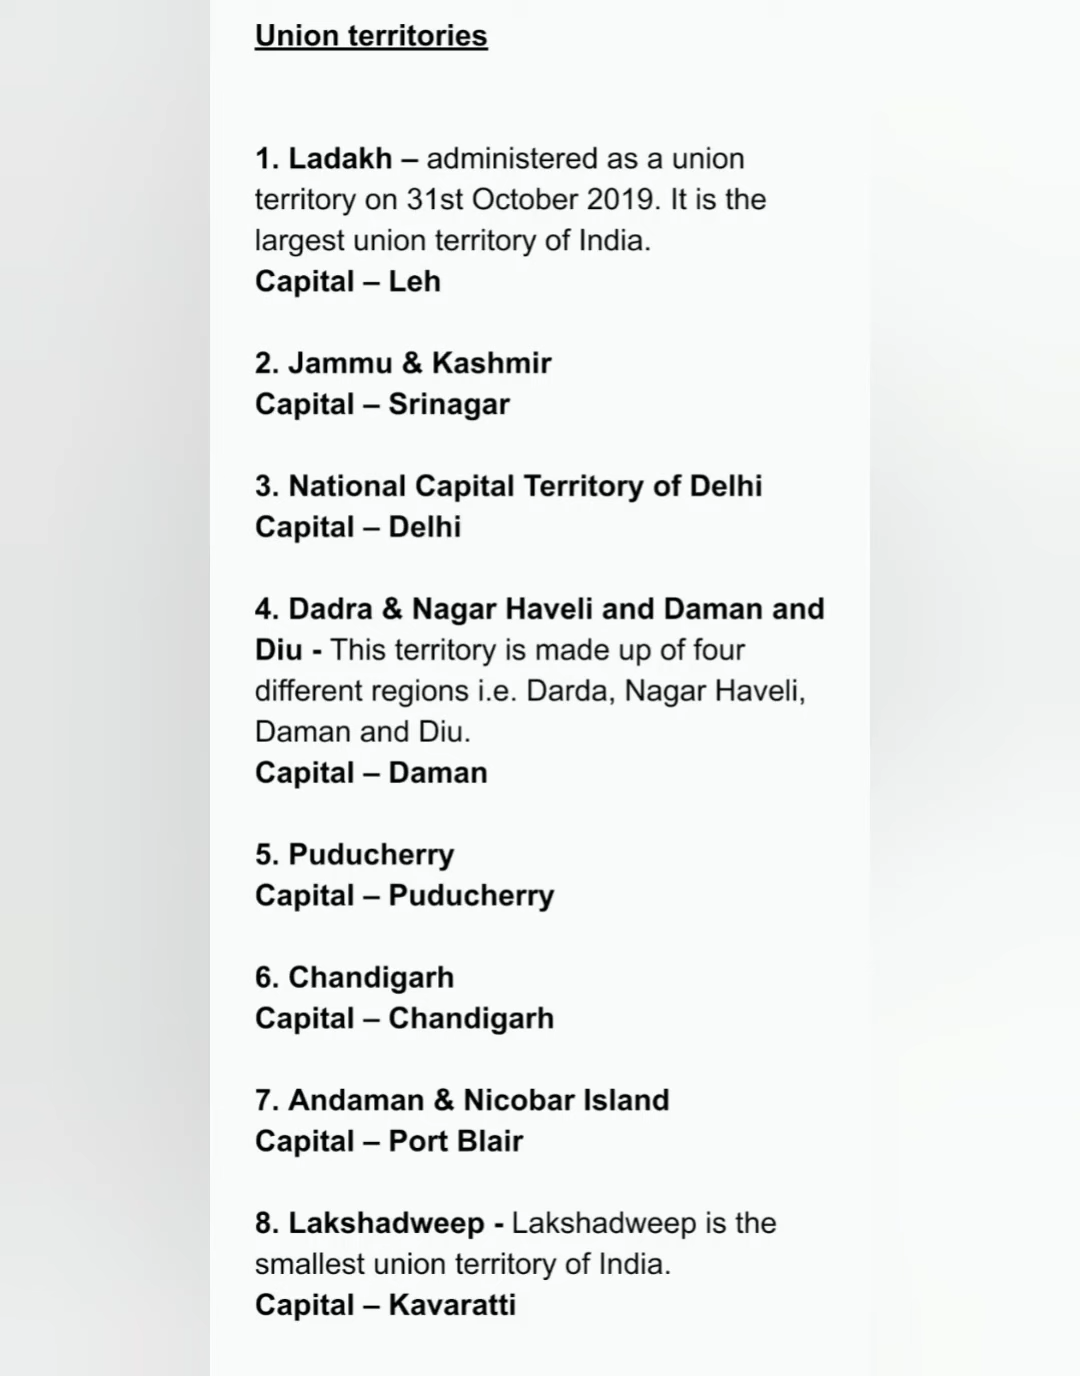 Union territories
1. Ladakh – administered as a union
territory on 31st October 2019. It is the
largest union territory of India.
Capital – Leh
2. Jammu & Kashmir
Capital – Srinagar
3. National Capital Territory of Delhi
Capital – Delhi
4. Dadra & Nagar Haveli and Daman and
Diu - This territory is made up of four
different regions i.e. Darda, Nagar Haveli,
Daman and Diu.
Capital – Daman
5. Puducherry
Capital – Puducherry
6. Chandigarh
Capital – Chandigarh
7. Andaman & Nicobar Island
Capital – Port Blair
8. Lakshadweep - Lakshadweep is the
smallest union territory of India.
Capital – Kavaratti